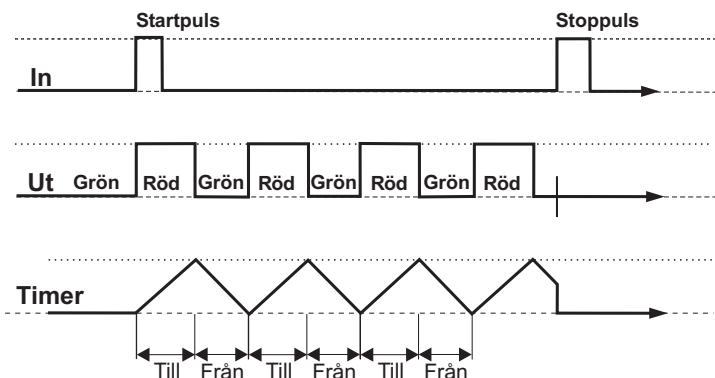 Startpuls Stoppuls
In
Ut Grön Röd Grön Röd Grön Röd Grön Röd
Timer
Till Från Till Från Till Från